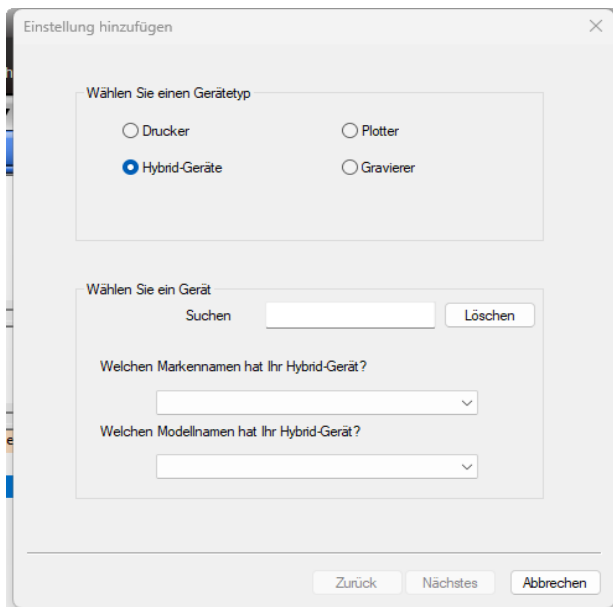 Einstellung hinzufügen
Wählen Sie einen Gerätetyp
Drucker
Plotter
Hybrid-Geräte
Gravierer
Wählen Sie ein Gerät
Suchen
Löschen
Welchen Markennamen hat Ihr Hybrid-Gerät?
Welchen Modellnamen hat Ihr Hybrid-Gerät?
Zurück
Nächstes
Abbrechen